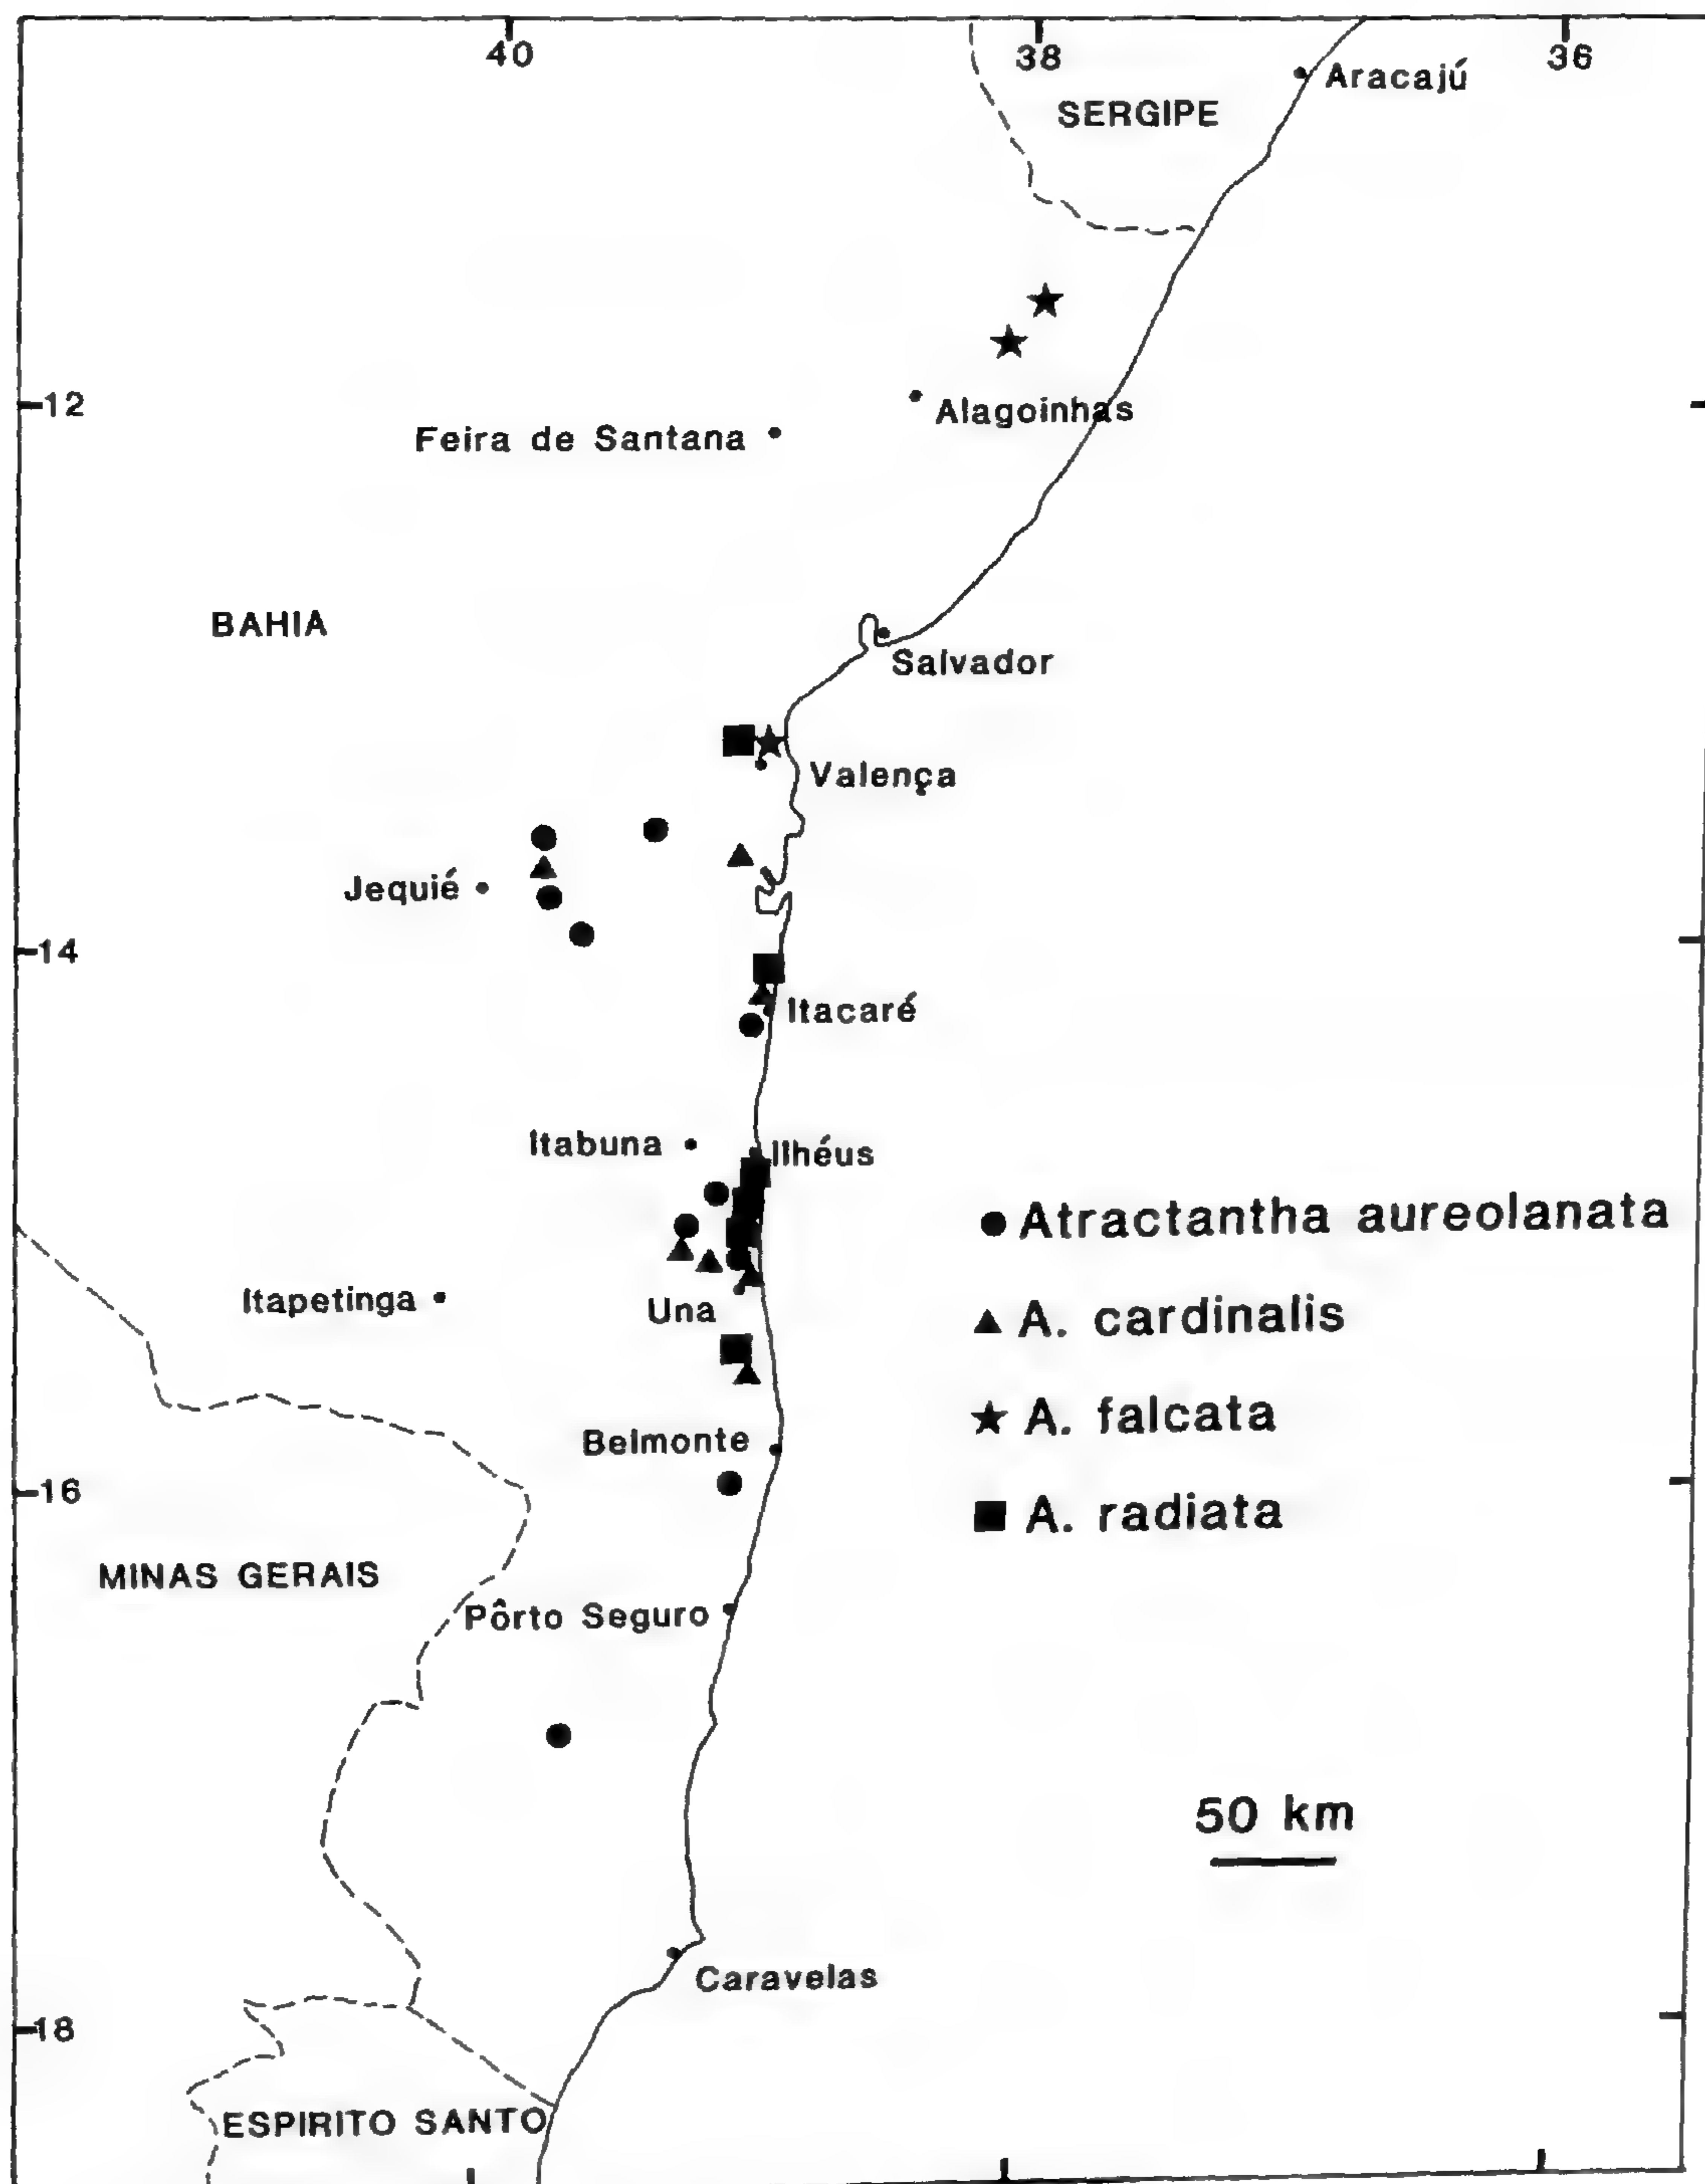 40
38
36
Aracajú
SERGIPE
12
Alagoinhas
Feira de Santana
BAHIA
Salvador
Valença
Jequié
14
Itacaré
Itabuna
Ilhéus
Atractantha aureolanata
Itapetinga
Una
A. cardinalis
A. falcata
Belmonte
16
A. radiata
MINAS GERAIS
Pôrto Seguro
50 km
Caravelas
18
ESPIRITO SANTO